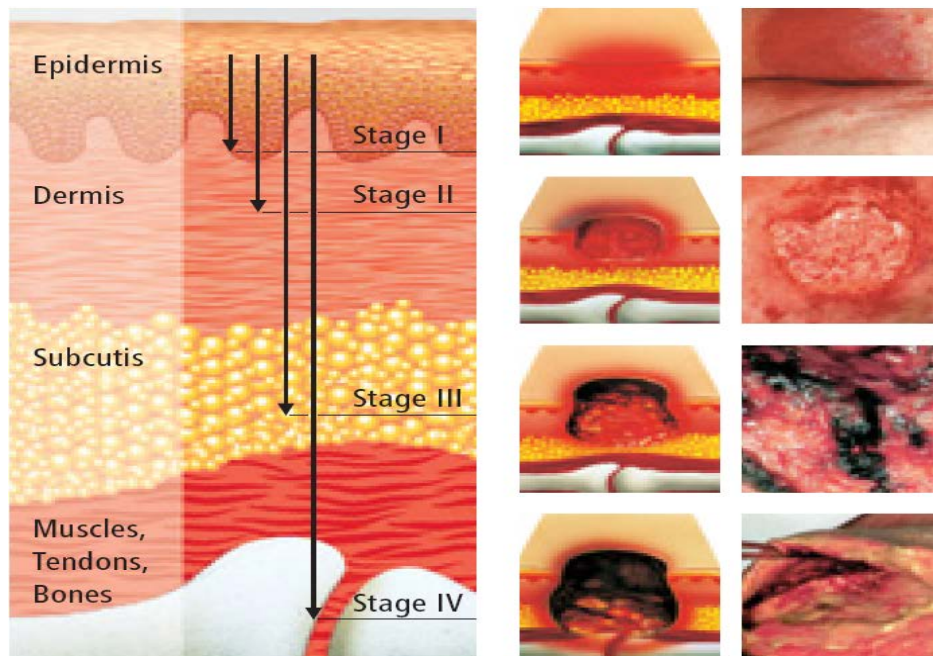 Epidermis
Stage I
Dermis
Stage II
Subcutis
Stage III
Muscles,
Tendons,
Bones
Stage IV